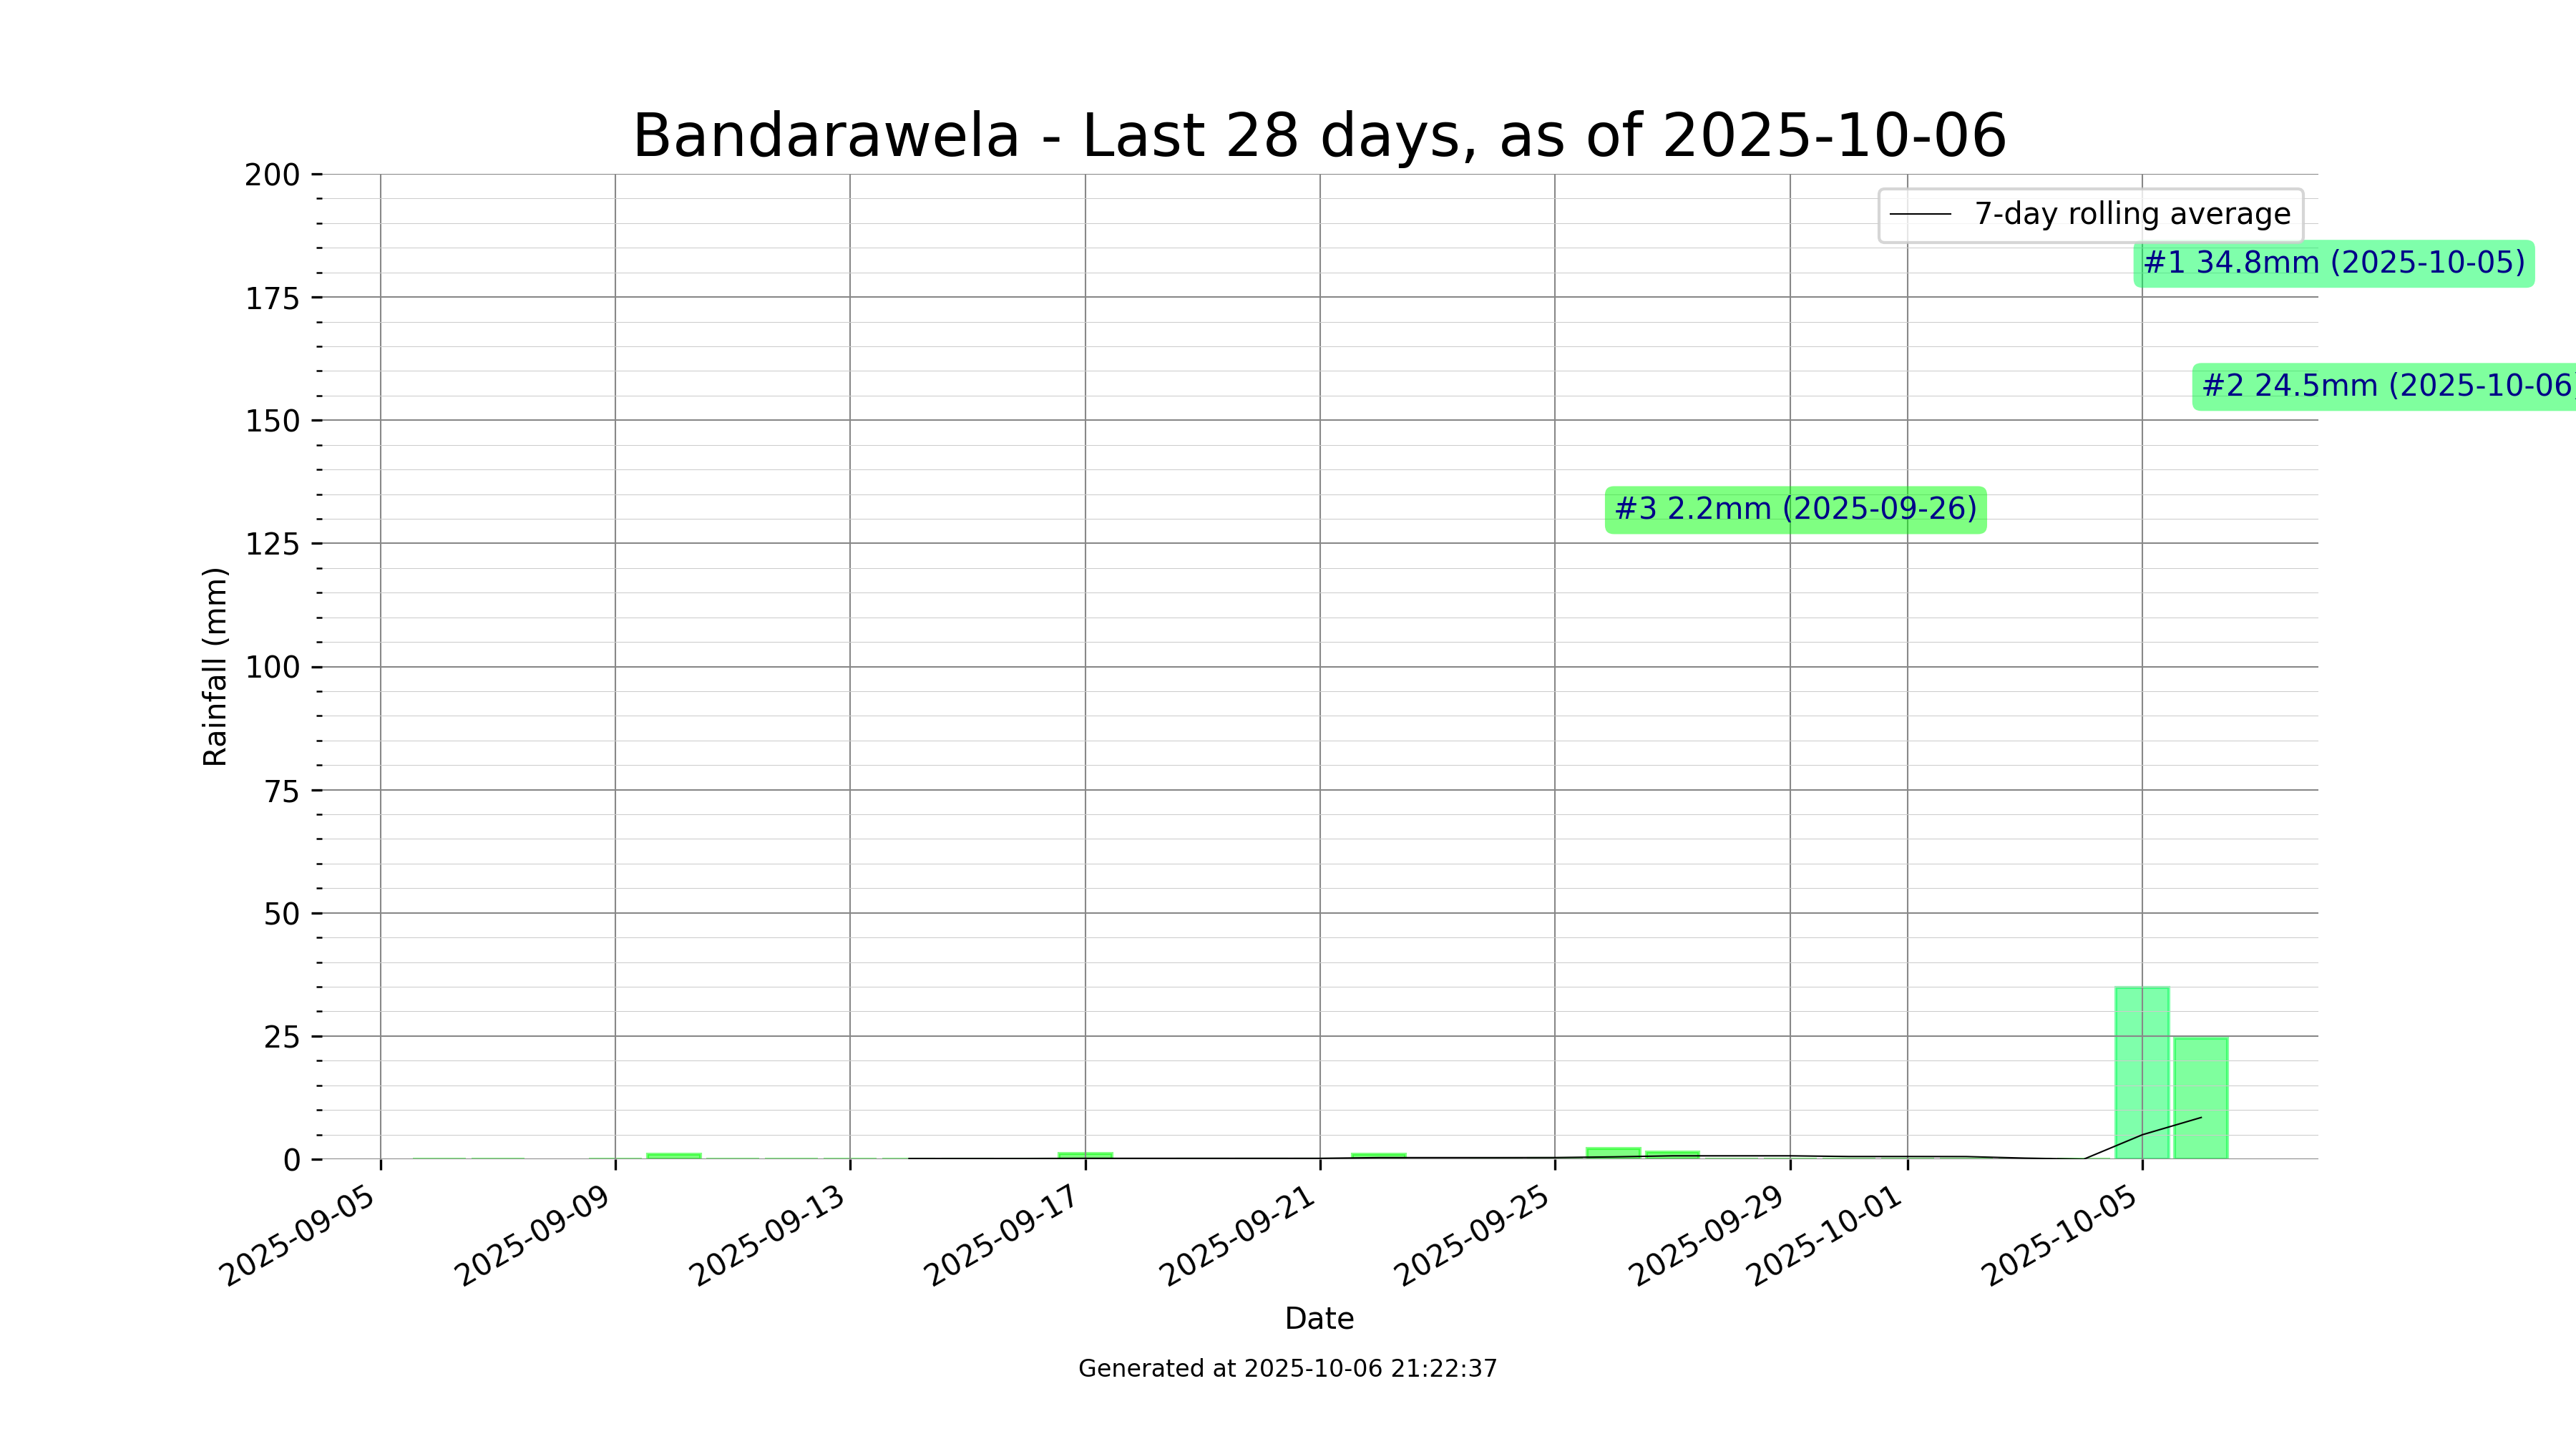 Bandarawela - Last 28 days, as of 2025-10-06
200
175
150
125
100
75
50
25
0
Rainfall (mm)
7-day rolling average
#1 34.8mm (2025-10-05)
#2 24.5mm (2025-10-06)
#3 2.2mm (2025-09-26)
2025-09-05
2025-09-09
2025-09-13
2025-09-17
2025-09-21
2025-09-25
2025-09-29
2025-10-01
2025-10-05
Date
Generated at 2025-10-06 21:22:37